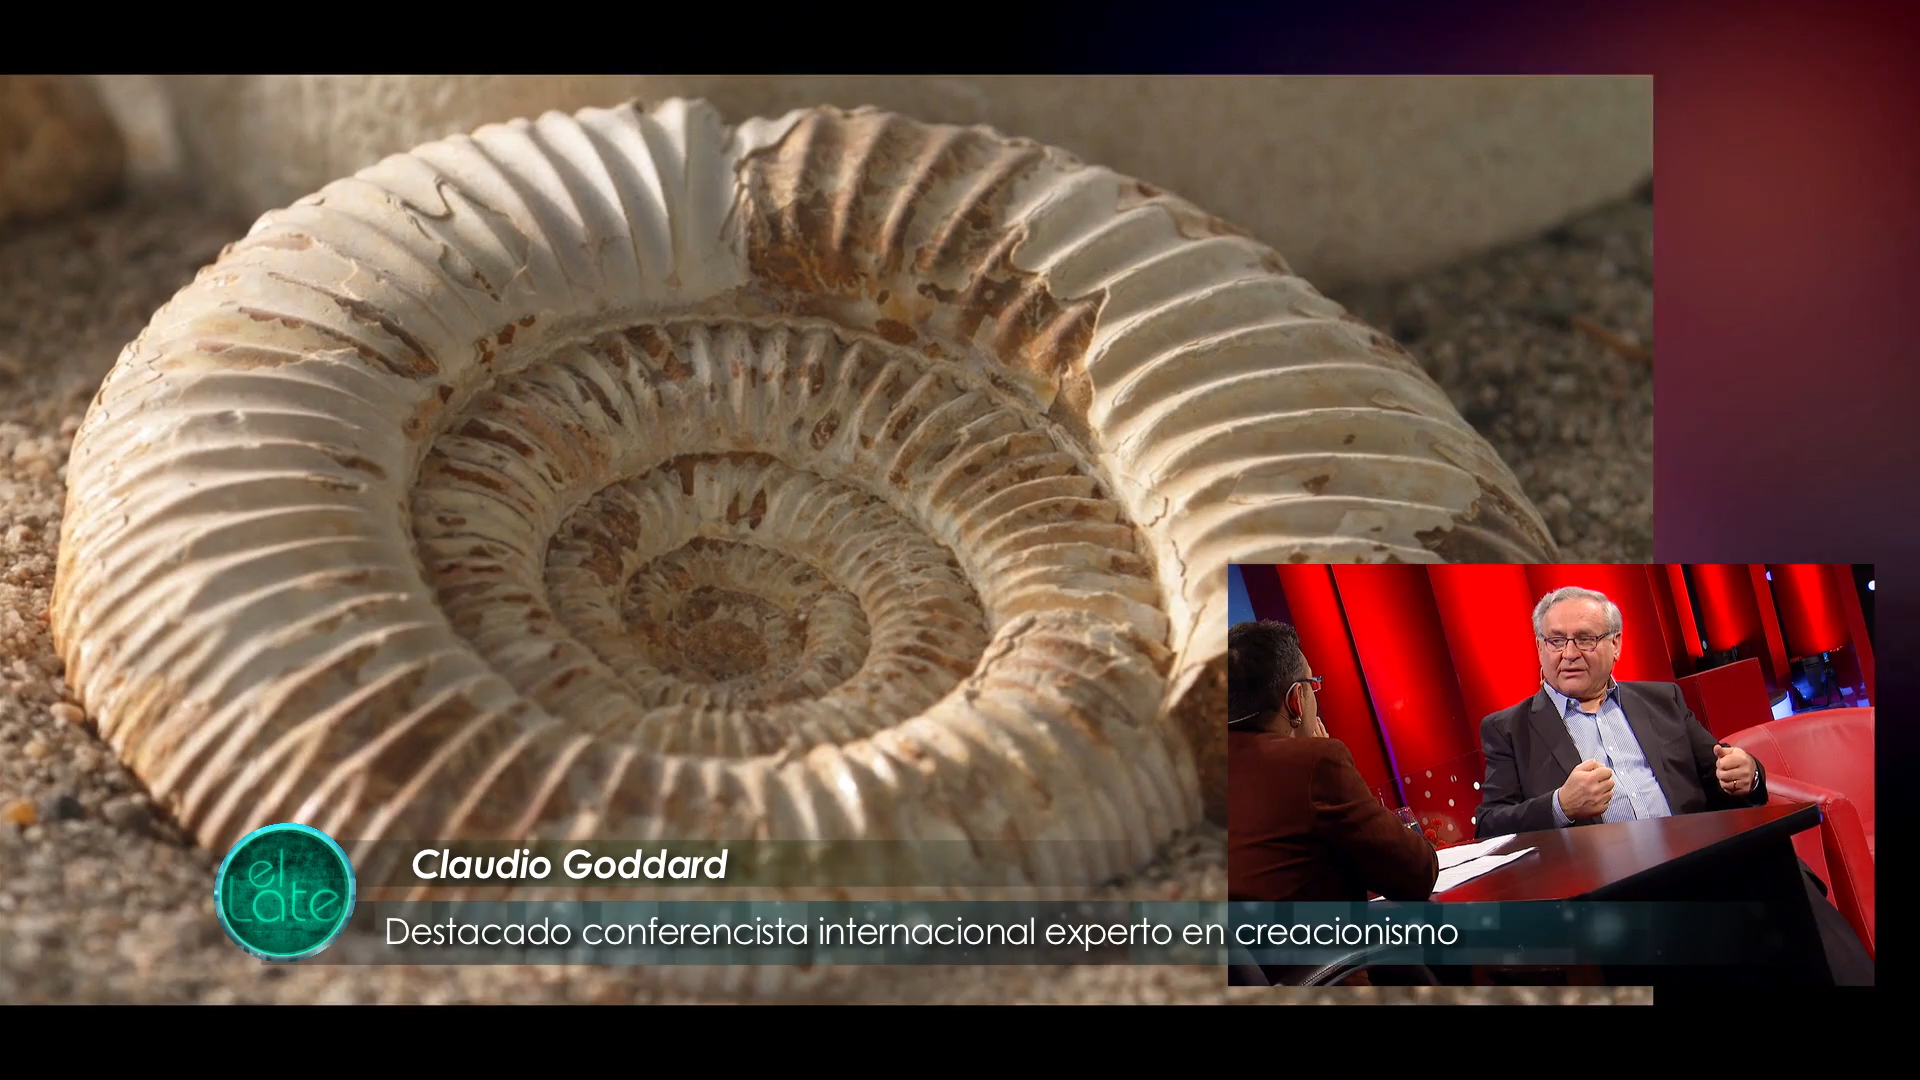 Claudio Goddard
el
Late
Destacado conferencista internacional experto en creacionismo